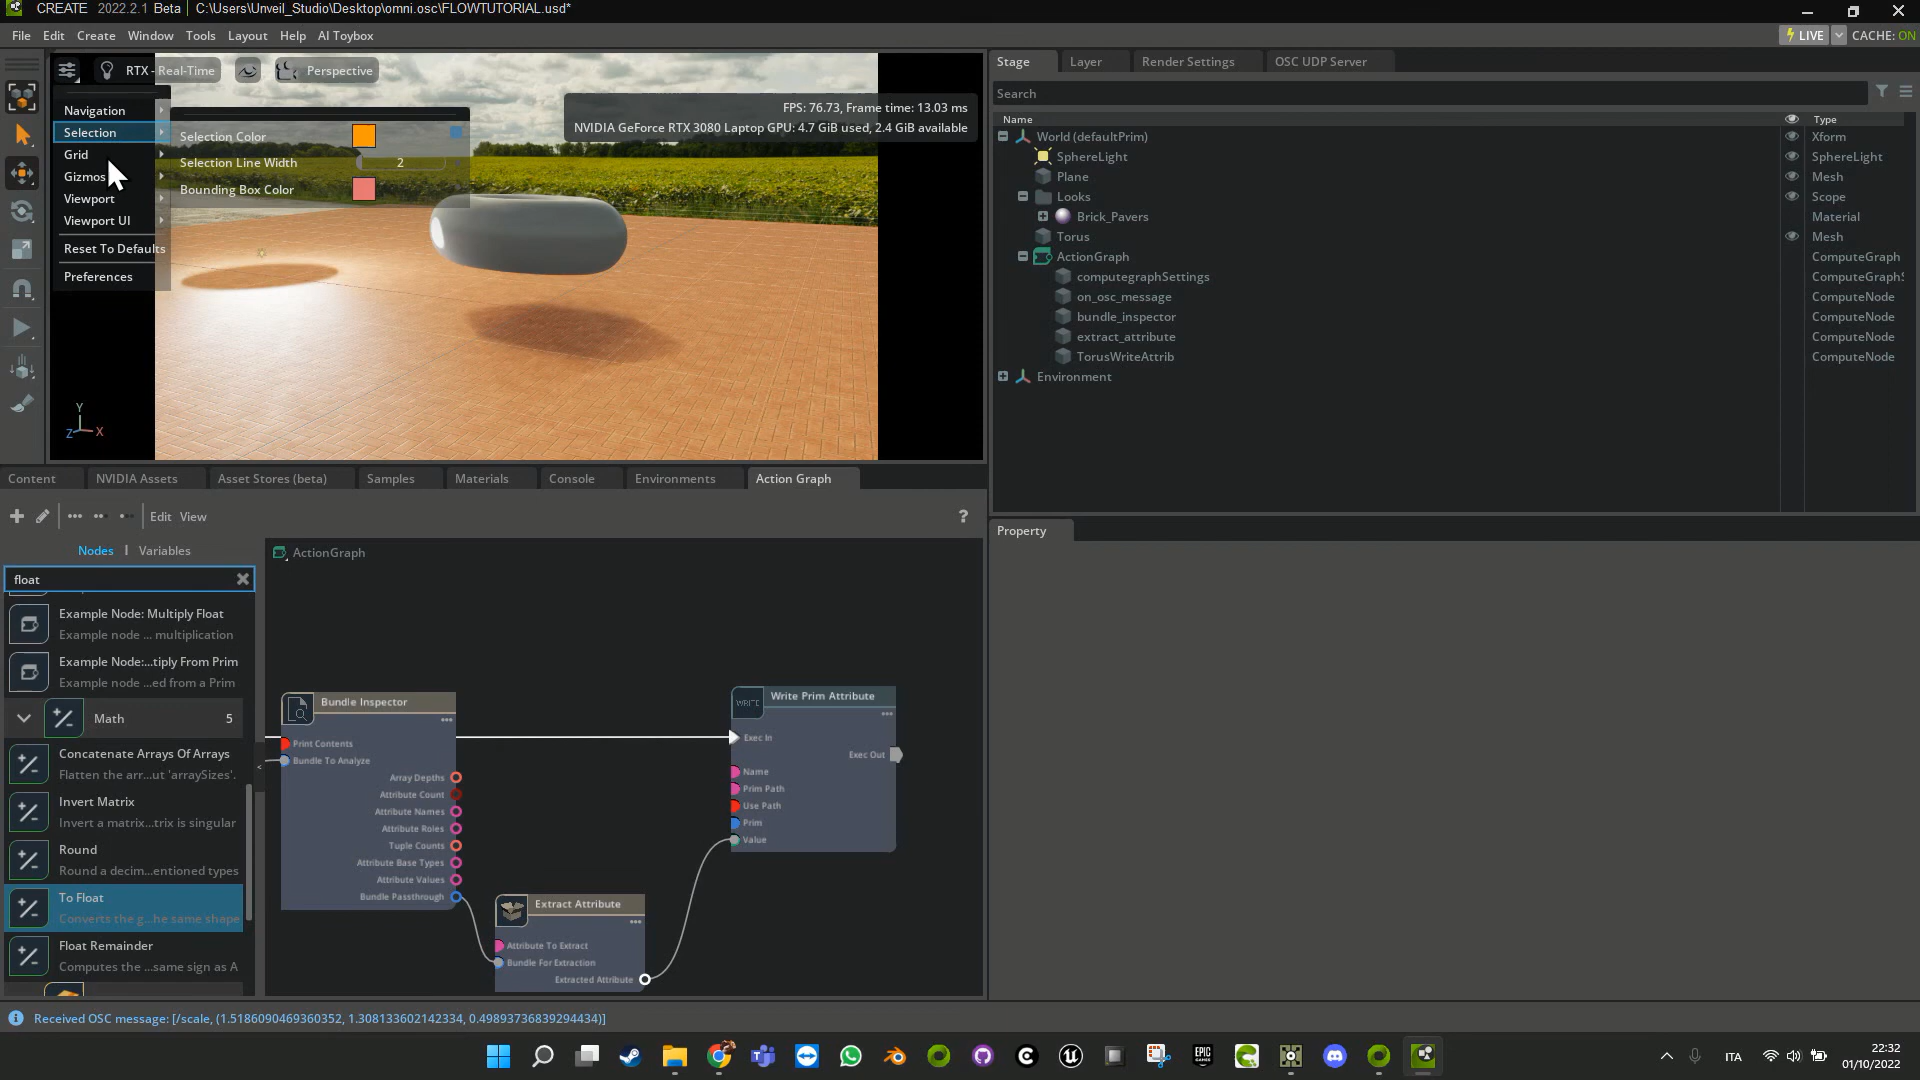 CREATE 2022.2.1 Beta C:\Users\Unveil_Studio\Desktop\omni.osc\FLOWTUTORIAL.usd*
File Edit Create Window Tools Layout Help AI Toybox
LIVE CACHE: ON
RTX - Real-Time Perspective
Navigation
Selection
Grid
Gizmos
Viewport
Viewport UI
Reset To Defaults
Preferences
Selection Color
Selection Line Width 2
Bounding Box Color
FPS: 76.73, Frame time: 13.03 ms
NVIDIA GeForce RTX 3080 Laptop GPU: 4.7 GiB used, 2.4 GiB available
Y
Z X
Stage Layer Render Settings OSC UDP Server
Search
Name Type
World (defaultPrim) Xform
SphereLight SphereLight
Plane Mesh
Looks Scope
Brick_Pavers Material
Torus Mesh
ActionGraph ComputeGraph
computegraphSettings ComputeGraphS
on_osc_message ComputeNode
bundle_inspector ComputeNode
extract_attribute ComputeNode
TorusWriteAttrib ComputeNode
Environment
Content NVIDIA Assets Asset Stores (beta) Samples Materials Console Environments Action Graph
Edit View ?
Nodes | Variables
float
Example Node: Multiply Float
Example node ... multiplication
Example Node:...tiply From Prim
Example node ...ed from a Prim
Math 5
Concatenate Arrays Of Arrays
Flatten the arr...ut 'arraySizes'.
Invert Matrix
Invert a matrix...trix is singular
Round
Round a decim...entioned types
To Float
Converts the g...he same shape
Float Remainder
Computes the ...same sign as A
ActionGraph
Bundle Inspector
Print Contents
Bundle To Analyze
Array Depths
Attribute Count
Attribute Names
Attribute Roles
Tuple Counts
Attribute Base Types
Attribute Values
Bundle Passthrough
Extract Attribute
Attribute To Extract
Bundle For Extraction
Extracted Attribute
WRITE Write Prim Attribute
Exec In
Exec Out
Name
Prim Path
Use Path
Prim
Value
Property
Received OSC message: [/scale, (1.5186090469360352, 1.308133602142334, 0.49893736839294434)]
EPIC GAMES
ITA
22:32
01/10/2022